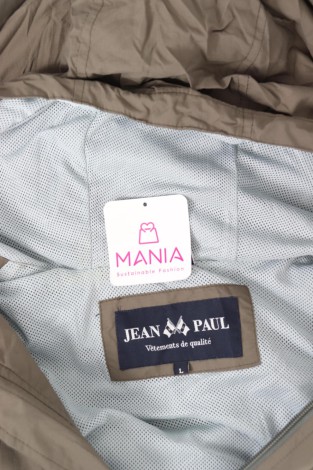 MANIA
Sustainable Fashion
JEAN PAUL
Vêtements de qualité
L